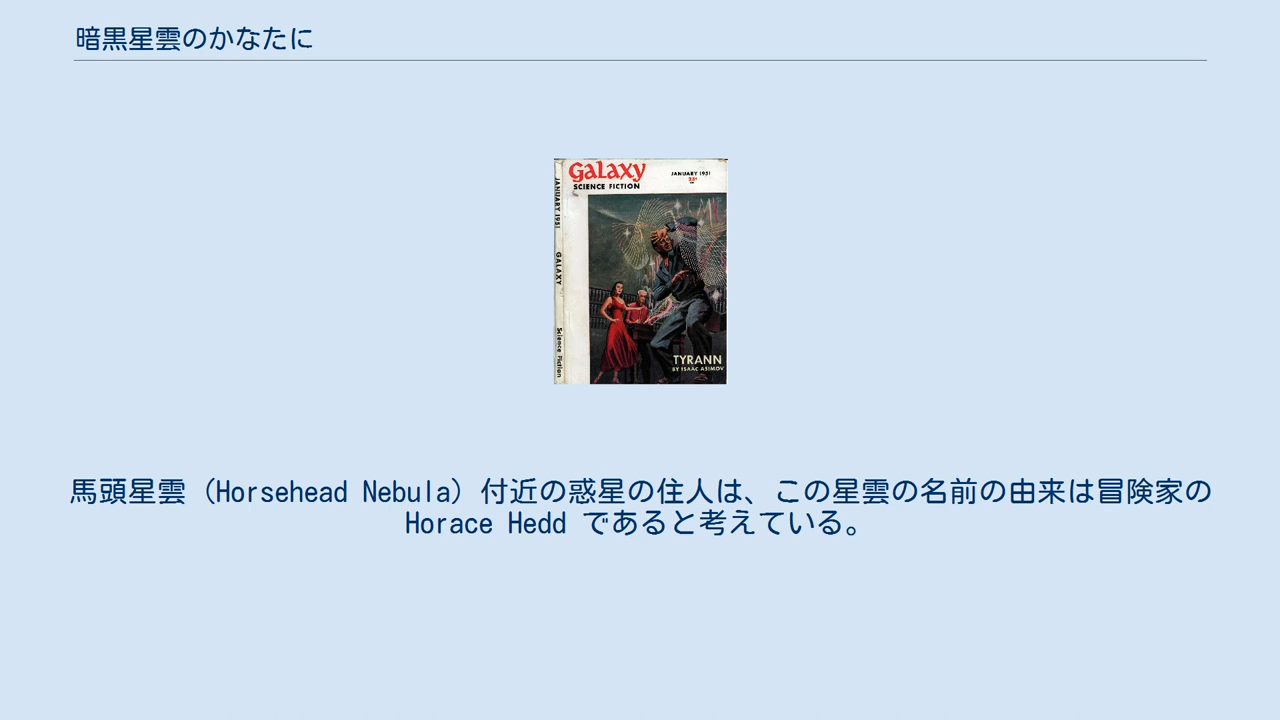 暗黒星雲のかなたに
Galaxy
SCIENCE FICTION
JANUARY 1951
25¢
JANUARY 1951
GALAXY
Science Fiction
TYRANN
BY ISAAC ASIMOV
馬頭星雲（Horsehead Nebula）付近の惑星の住人は、この星雲の名前の由来は冒険家の
Horace Hedd であると考えている。